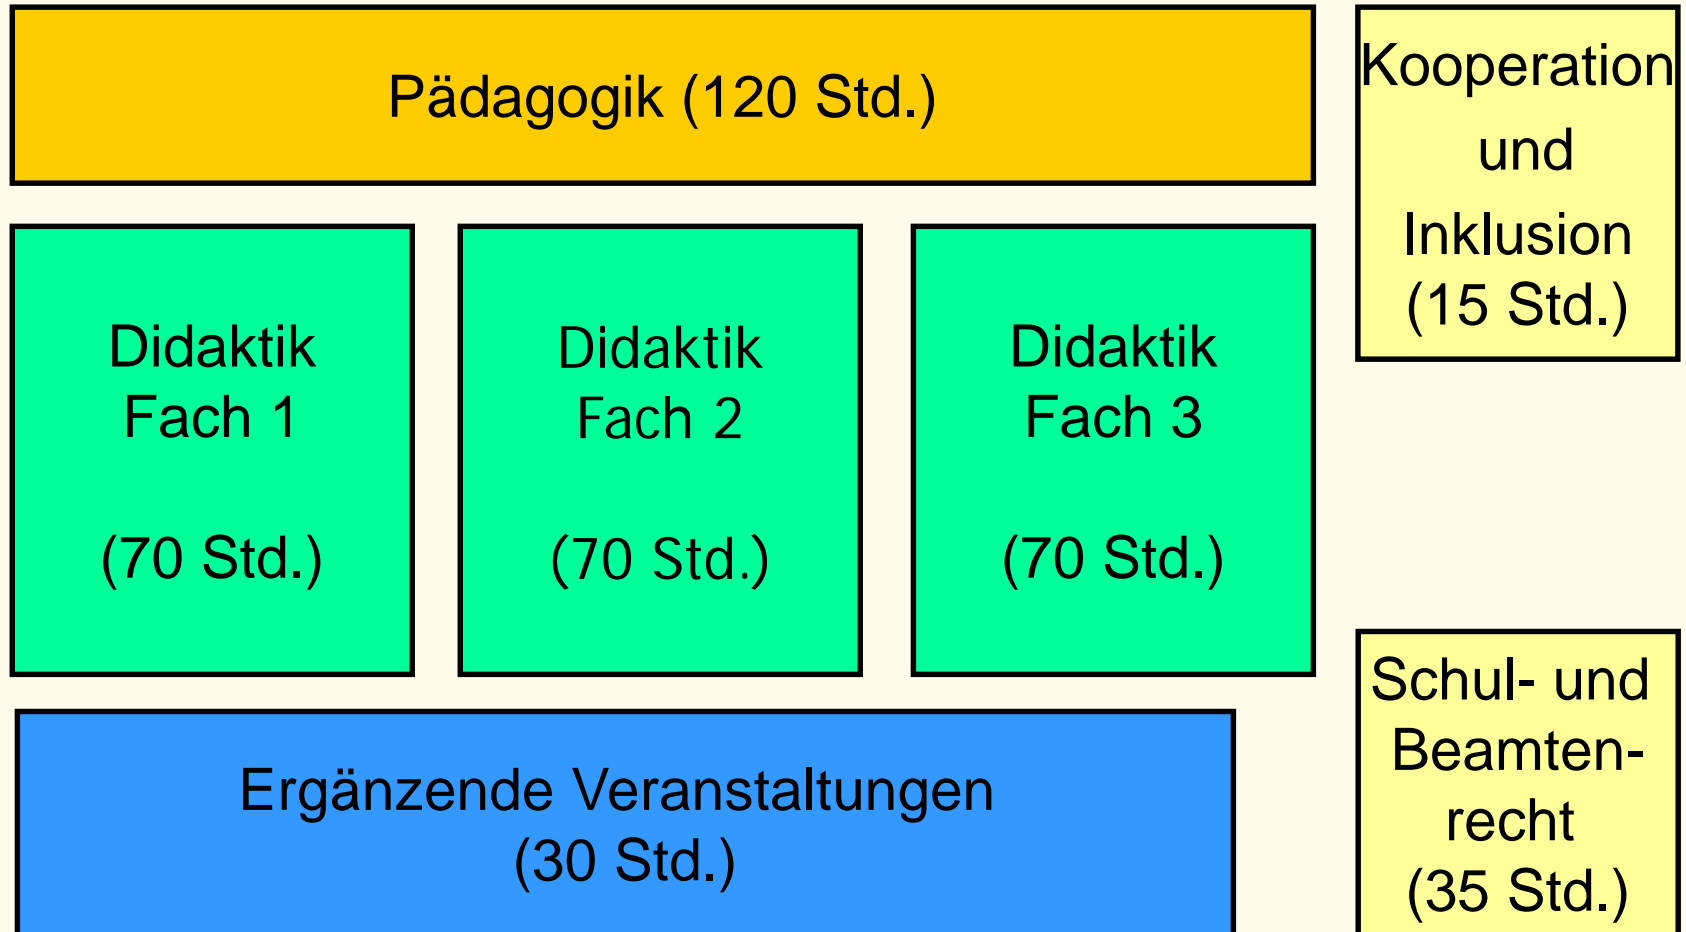 Pädagogik (120 Std.)
Kooperation
und
Inklusion
(15 Std.)
Didaktik
Fach 1
(70 Std.)
Didaktik
Fach 2
(70 Std.)
Didaktik
Fach 3
(70 Std.)
Ergänzende Veranstaltungen
(30 Std.)
Schul- und
Beamten-
recht
(35 Std.)